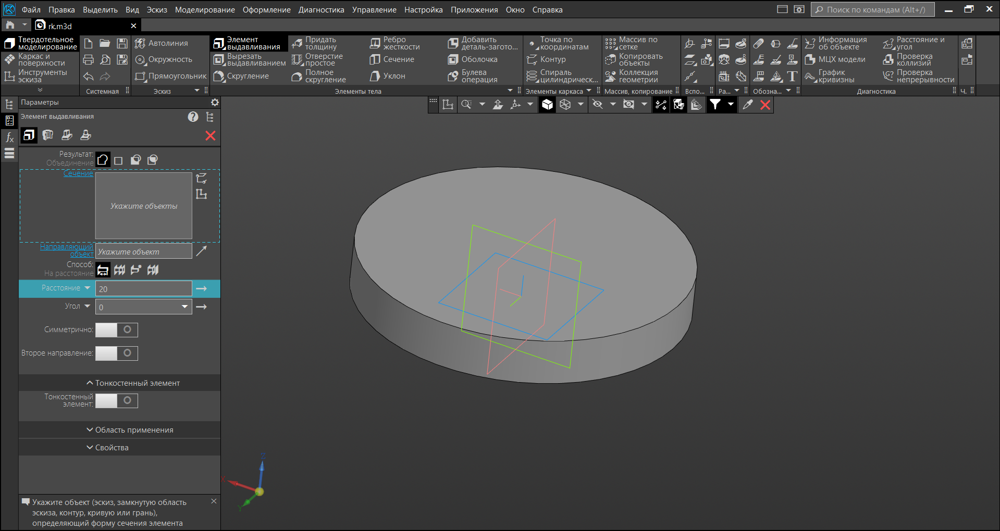 Файл Правка Выделить Вид Эскиз Моделирование Оформление Диагностика Управление Настройка Приложения Окно Справка
Поиск по командам (Alt+/)
rk.m3d
Твердотельное
моделирование
Каркас и
поверхности
Инструменты
эскиза
Системная
Автолиния
Окружность
Прямоугольник
Эскиз
Элемент
выдавливания
Вырезать
выдавливанием
Скругление
Придать
толщину
Отверстие
простое
Полное
скругление
Ребро
жесткости
Сечение
Уклон
Добавить
деталь-загото...
Оболочка
Булева
операция
Элементы тела
Точка по
координатам
Контур
Спираль
цилиндрическ...
Элементы каркаса
Массив по
сетке
Копировать
объекты
Коллекция
геометрии
Массив, копирование
Вспо...
Ра...
Обозна...
Информация
об объекте
МЦХ модели
График
кривизны
Расстояние и
угол
Проверка
коллизий
Проверка
непрерывности
Диагностика
Ч.
Параметры
Элемент выдавливания
Результат:
Объединение
Сечение
Укажите объекты
Направляющий
объект
Укажите объект
Способ:
На расстояние
Расстояние
20
Угол
0
Симметрично:
Второе направление:
Тонкостенный элемент
Тонкостенный
элемент:
Область применения
Свойства
Укажите объект (эскиз, замкнутую область
эскиза, контур, кривую или грань),
определяющий форму сечения элемента
Z
X
Y